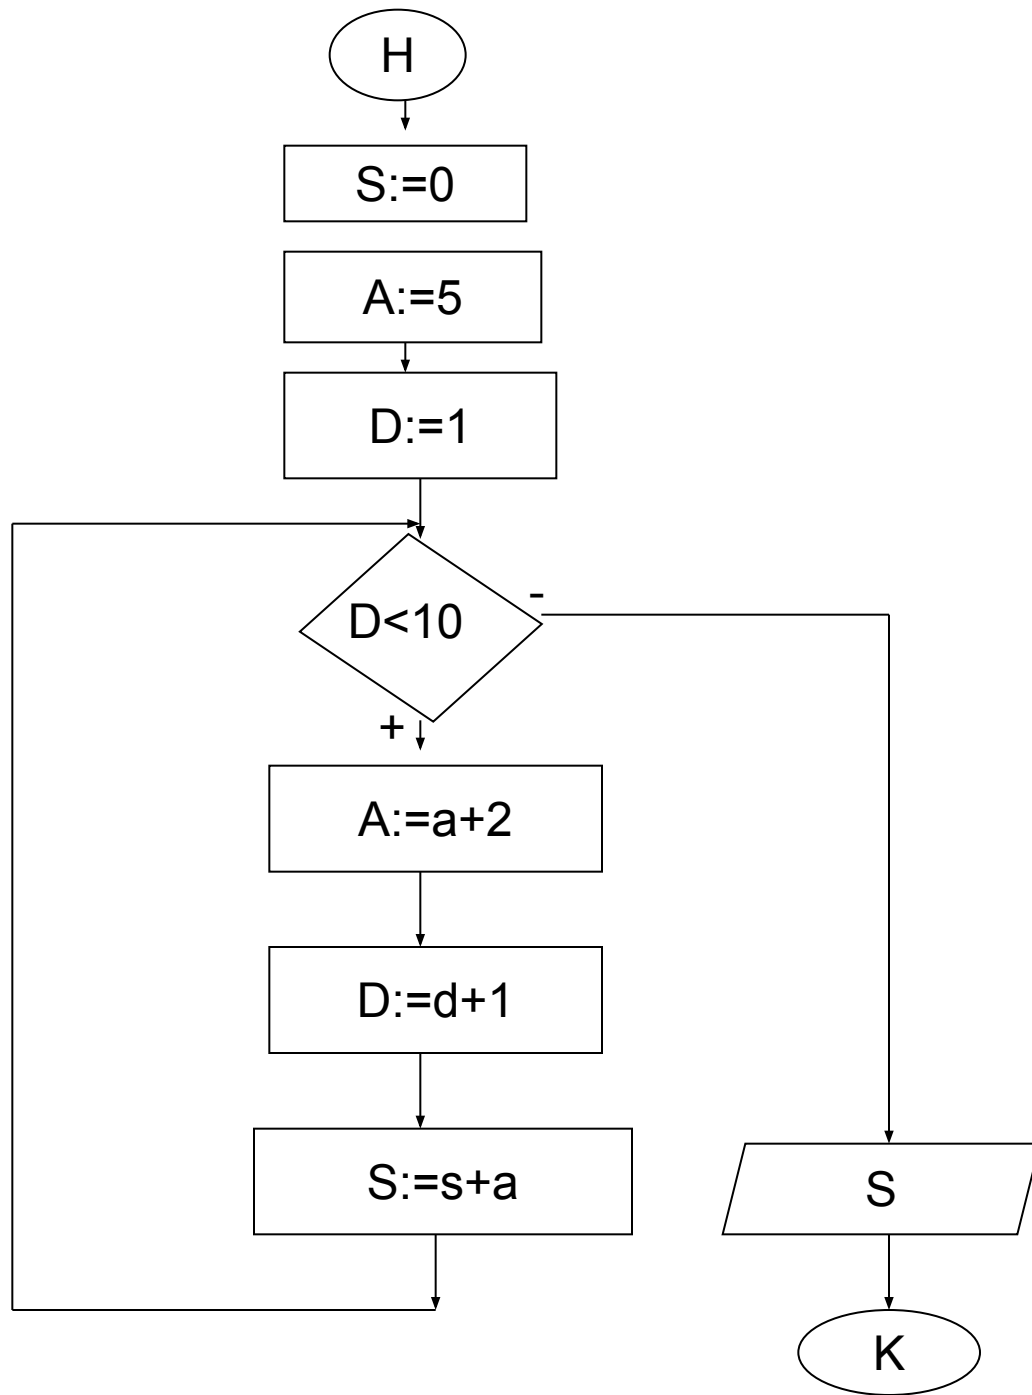 Н
S:=0
A:=5
D:=1
D<10
-
+
A:=a+2
D:=d+1
S:=s+a
S
К